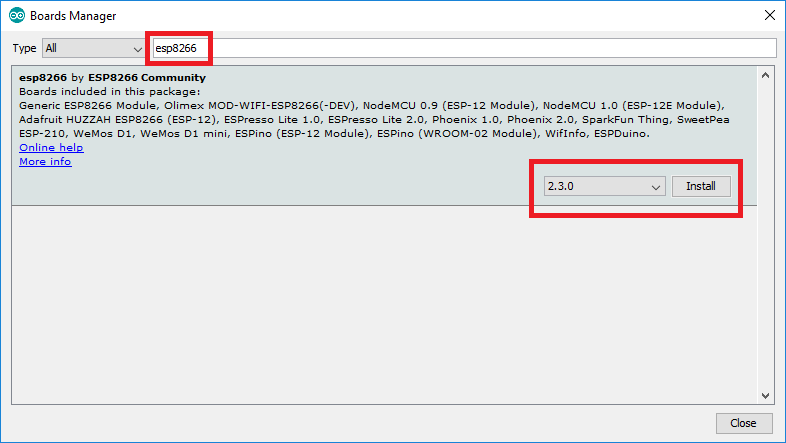 Boards Manager
Type All esp8266
esp8266 by ESP8266 Community
Boards included in this package:
Generic ESP8266 Module, Olimex MOD-WIFI-ESP8266(-DEV), NodeMCU 0.9 (ESP-12 Module), NodeMCU 1.0 (ESP-12E Module),
Adafruit HUZZAH ESP8266 (ESP-12), ESPresso Lite 1.0, ESPresso Lite 2.0, Phoenix 1.0, Phoenix 2.0, SparkFun Thing, SweetPea
ESP-210, WeMos D1, WeMos D1 mini, ESPino (ESP-12 Module), ESPino (WROOM-02 Module), WifInfo, ESPDuino.
Online help
More info
2.3.0 Install
Close